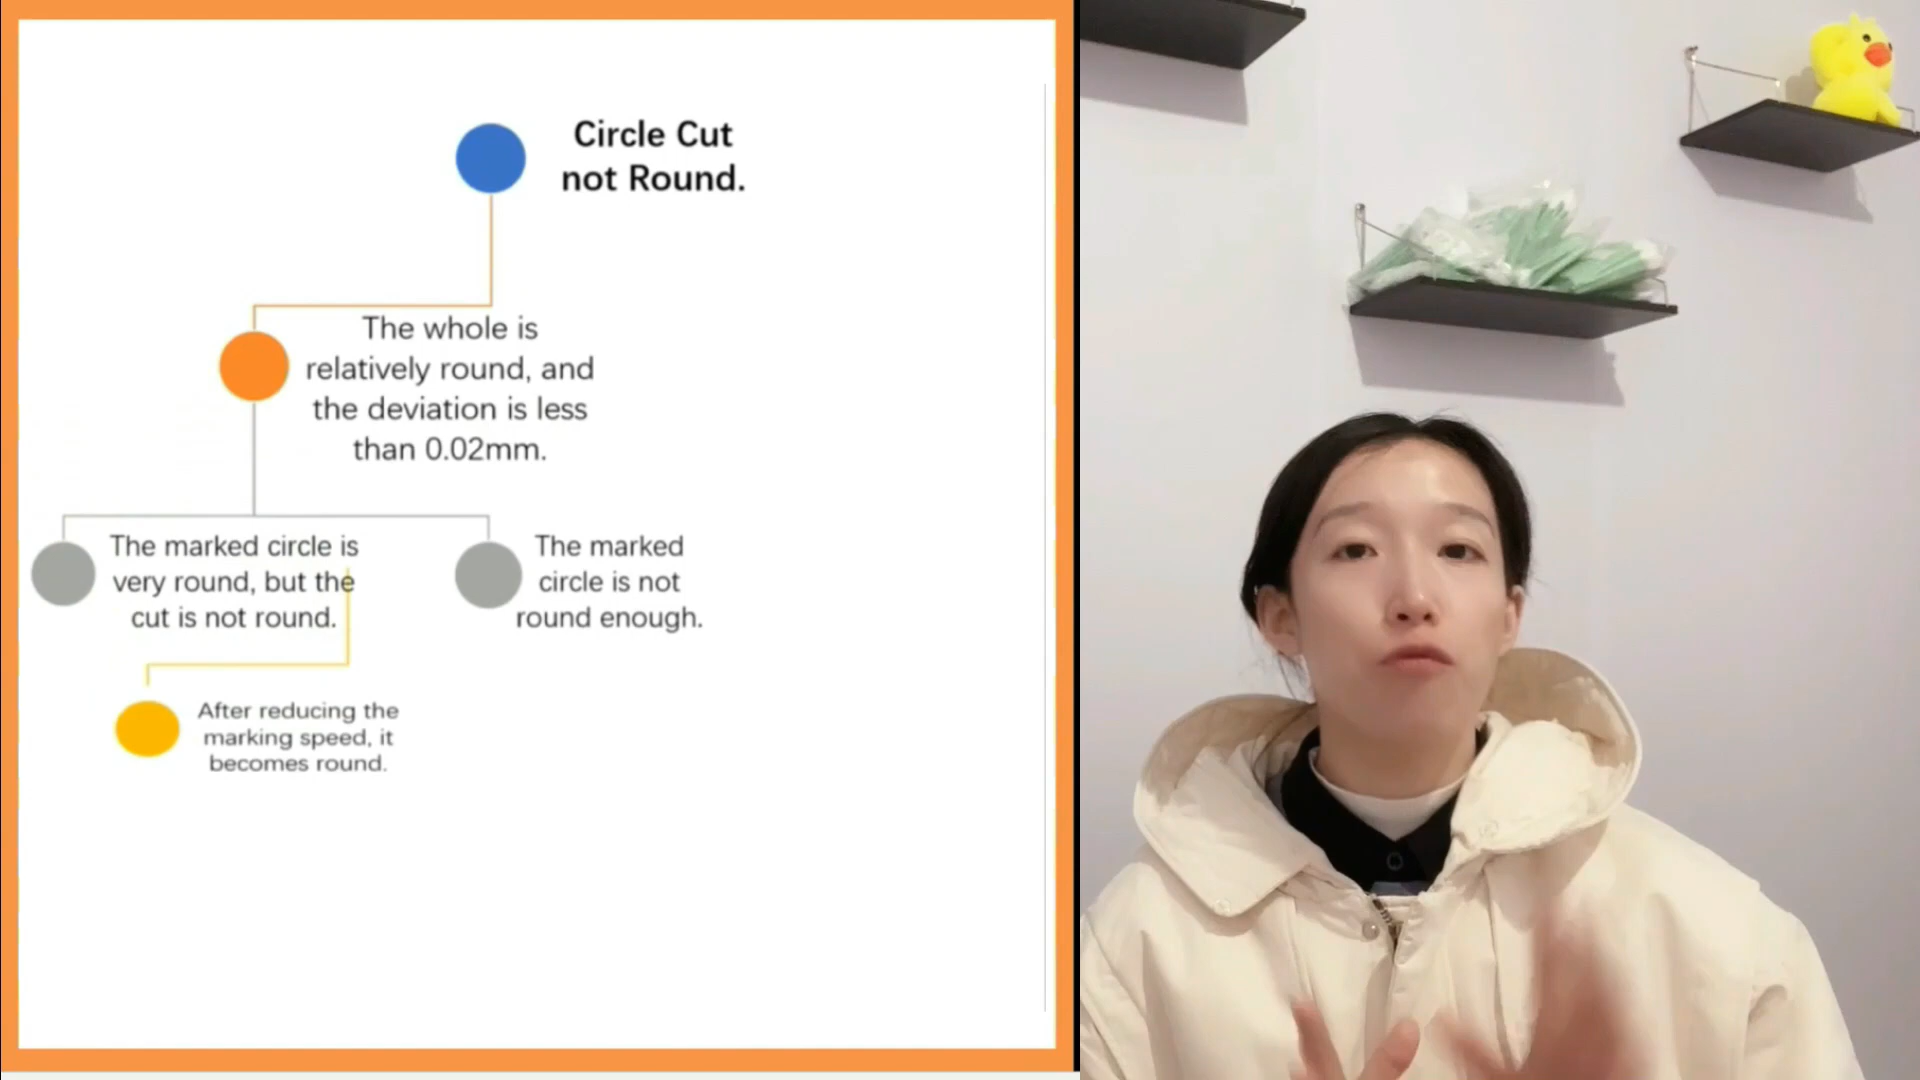 Circle Cut
not Round.
The whole is
relatively round, and
the deviation is less
than 0.02mm.
The marked circle is
very round, but the
cut is not round.
The marked
circle is not
round enough.
After reducing the
marking speed, it
becomes round.